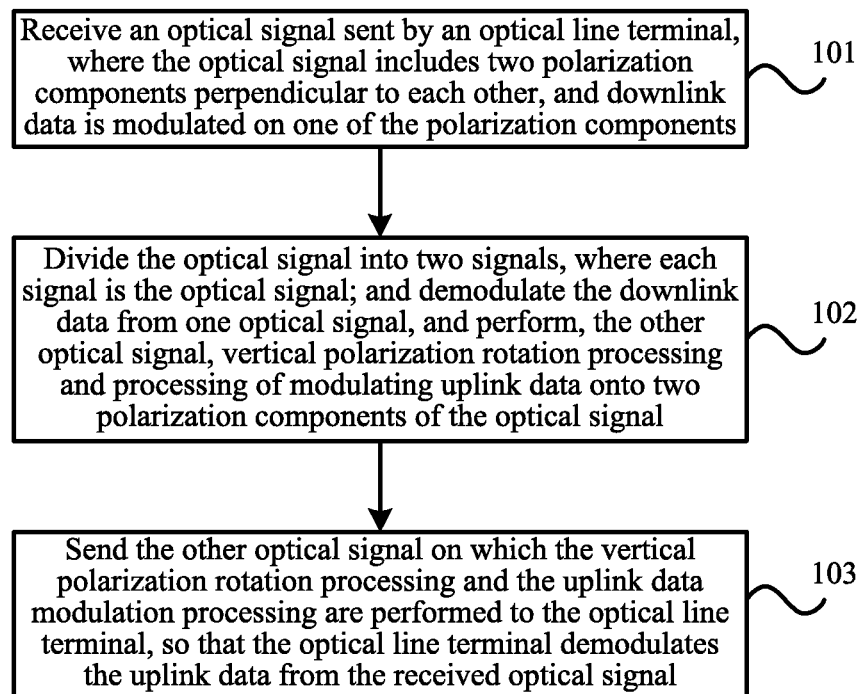 Receive an optical signal sent by an optical line terminal,
where the optical signal includes two polarization
components perpendicular to each other, and downlink
data is modulated on one of the polarization components
101
Divide the optical signal into two signals, where each
signal is the optical signal; and demodulate the downlink
data from one optical signal, and perform, the other
optical signal, vertical polarization rotation processing
and processing of modulating uplink data onto two
polarization components of the optical signal
102
Send the other optical signal on which the vertical
polarization rotation processing and the uplink data
modulation processing are performed to the optical line
terminal, so that the optical line terminal demodulates
the uplink data from the received optical signal
103